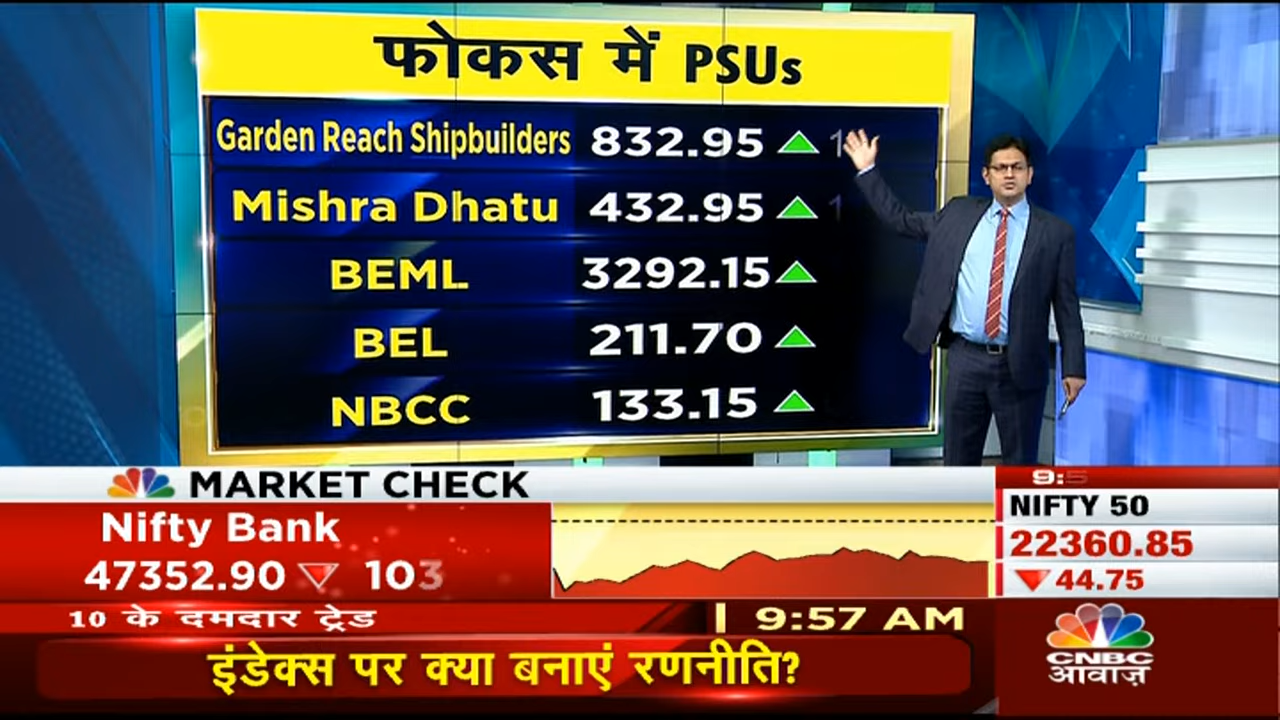 फोकस में PSUs
Garden Reach Shipbuilders 832.95
Mishra Dhatu 432.95
BEML 3292.15
BEL 211.70
NBCC 133.15
MARKET CHECK
Nifty Bank
47352.90 103
NIFTY 50
22360.85
44.75
10 के दमदार ट्रेड
9:57 AM
इंडेक्स पर क्या बनाएं रणनीति?
CNBC
आवाज़